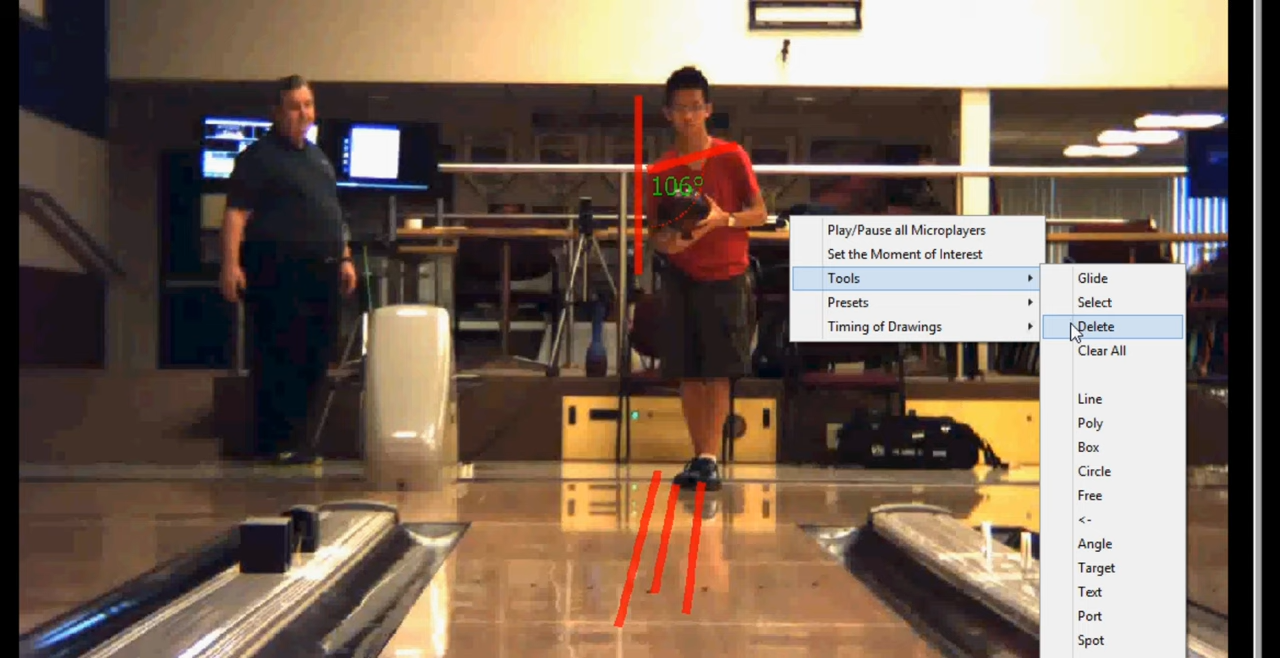 106°
Play/Pause all Microplayers
Set the Moment of Interest
Tools
Presets
Timing of Drawings
Glide
Select
Delete
Clear All
Line
Poly
Box
Circle
Free
<-
Angle
Target
Text
Port
Spot